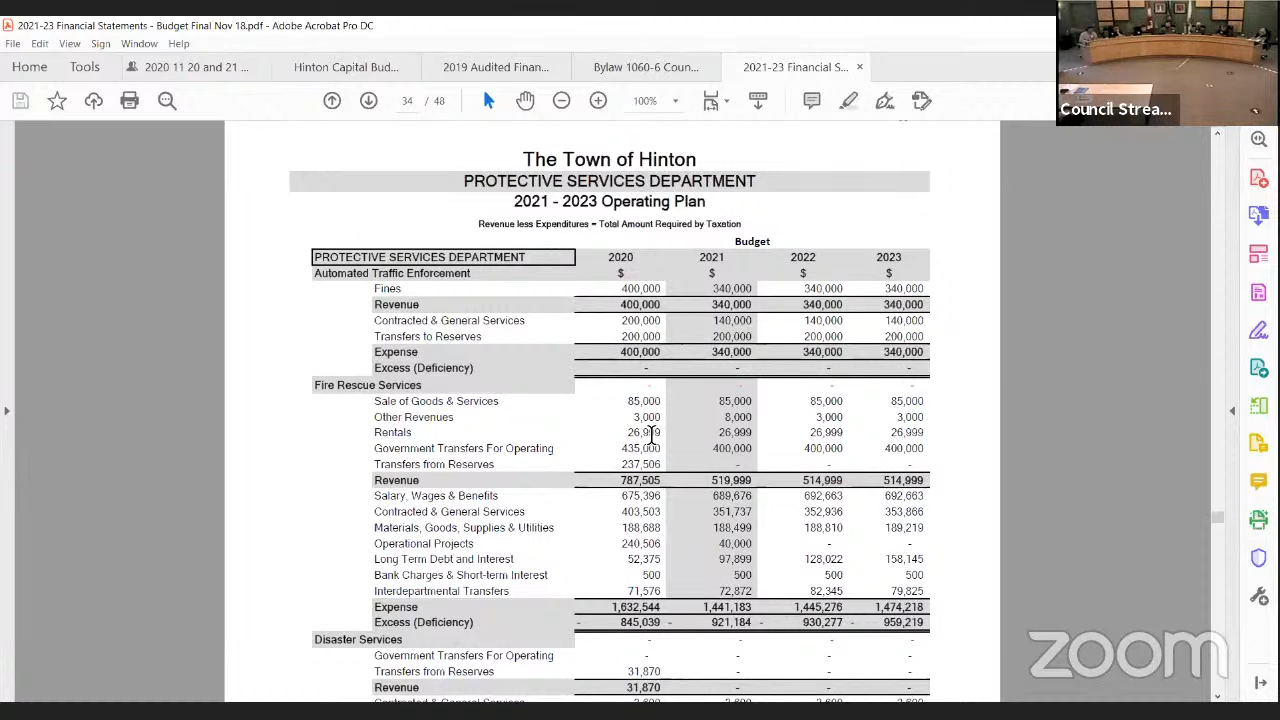 2021-23 Financial Statements - Budget Final Nov 18.pdf - Adobe Acrobat Pro DC
File Edit View Sign Window Help
Home Tools 2020 11 20 and 21 ... Hinton Capital Bud... 2019 Audited Finan... Bylaw 1060-6 Coun... 2021-23 Financial S... ×
34 / 48 100%
Council Strea...
The Town of Hinton
PROTECTIVE SERVICES DEPARTMENT
2021 - 2023 Operating Plan
Revenue less Expenditures = Total Amount Required by Taxation
Budget
PROTECTIVE SERVICES DEPARTMENT 2020 2021 2022 2023
Automated Traffic Enforcement $ $ $ $
Fines 400,000 340,000 340,000 340,000
Revenue 400,000 340,000 340,000 340,000
Contracted & General Services 200,000 140,000 140,000 140,000
Transfers to Reserves 200,000 200,000 200,000 200,000
Expense 400,000 340,000 340,000 340,000
Excess (Deficiency) - - - -
Fire Rescue Services - - - -
Sale of Goods & Services 85,000 85,000 85,000 85,000
Other Revenues 3,000 8,000 3,000 3,000
Rentals 26,999 26,999 26,999 26,999
Government Transfers For Operating 435,000 400,000 400,000 400,000
Transfers from Reserves 237,506 - - -
Revenue 787,505 519,999 514,999 514,999
Salary, Wages & Benefits 675,396 689,676 692,663 692,663
Contracted & General Services 403,503 351,737 352,936 353,866
Materials, Goods, Supplies & Utilities 188,688 188,499 188,810 189,219
Operational Projects 240,506 40,000 - -
Long Term Debt and Interest 52,375 97,899 128,022 158,145
Bank Charges & Short-term Interest 500 500 500 500
Interdepartmental Transfers 71,576 72,872 82,345 79,825
Expense 1,632,544 1,441,183 1,445,276 1,474,218
Excess (Deficiency) - 845,039 - 921,184 - 930,277 - 959,219
Disaster Services - - - -
Government Transfers For Operating - - - -
Transfers from Reserves 31,870 - - -
Revenue 31,870 - - -
Contracted & General Services
zoom